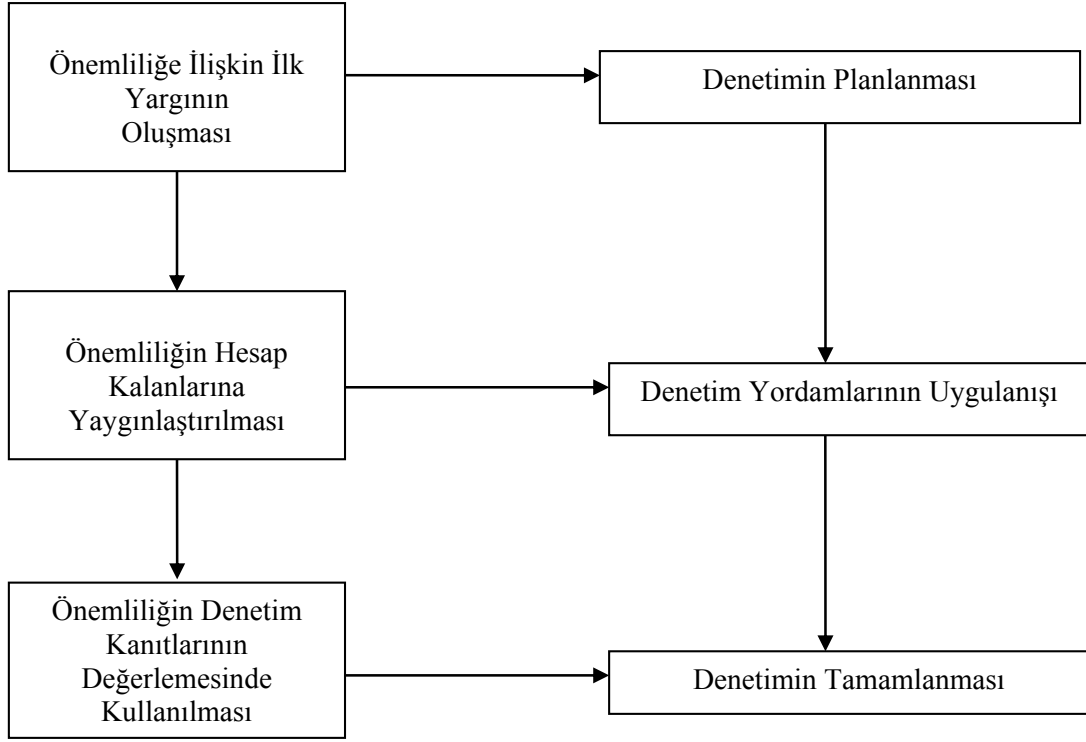 Önemliliğe İlişkin İlk
Yargının
Oluşması
Denetimin Planlanması
Önemliliğin Hesap
Kalanlarına
Yaygınlaştırılması
Denetim Yordamlarının Uygulanışı
Önemliliğin Denetim
Kanıtlarının
Değerlemesinde
Kullanılması
Denetimin Tamamlanması